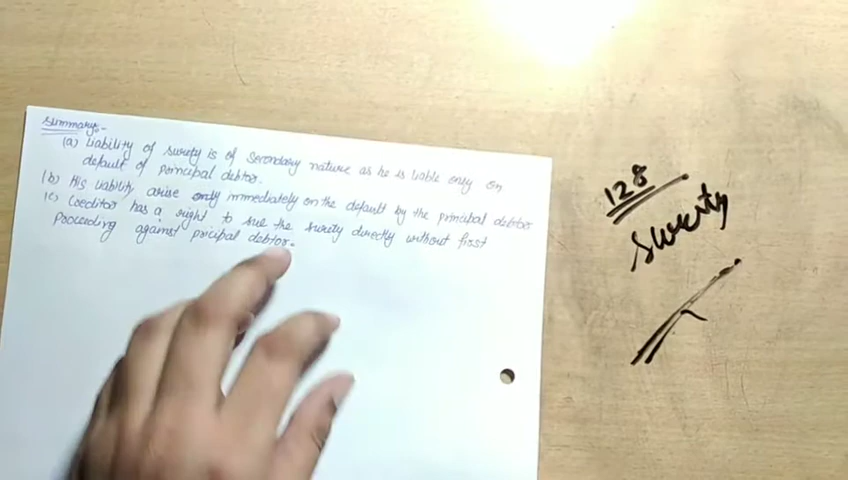 Summary:-
(a) Liability of surety is of secondary nature as he is liable only on
default of principal debtor.
(b) His liability arise only immediately on the default by the principal debtor
(c) Creditor has a right to sue the surety directly without first
proceeding against pricipal debtor.
128
Surety